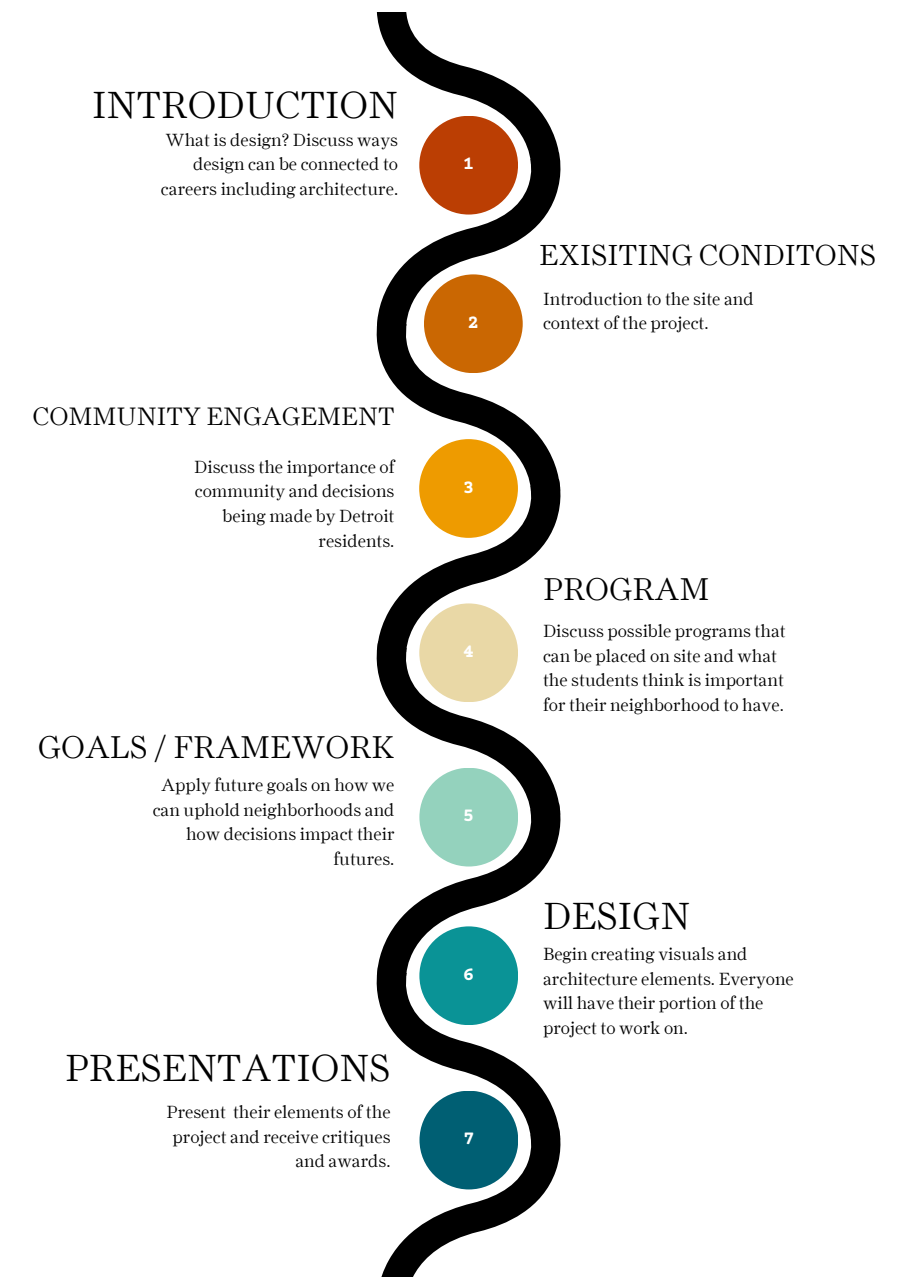 INTRODUCTION
What is design? Discuss ways
design can be connected to
careers including architecture.
1
EXISITING CONDITONS
2
Introduction to the site and
context of the project.
COMMUNITY ENGAGEMENT
Discuss the importance of
community and decisions
being made by Detroit
residents.
3
PROGRAM
4
Discuss possible programs that
can be placed on site and what
the students think is important
for their neighborhood to have.
GOALS / FRAMEWORK
Apply future goals on how we
can uphold neighborhoods and
how decisions impact their
futures.
5
DESIGN
6
Begin creating visuals and
architecture elements. Everyone
will have their portion of the
project to work on.
PRESENTATIONS
Present  their elements of the
project and receive critiques
and awards.
7